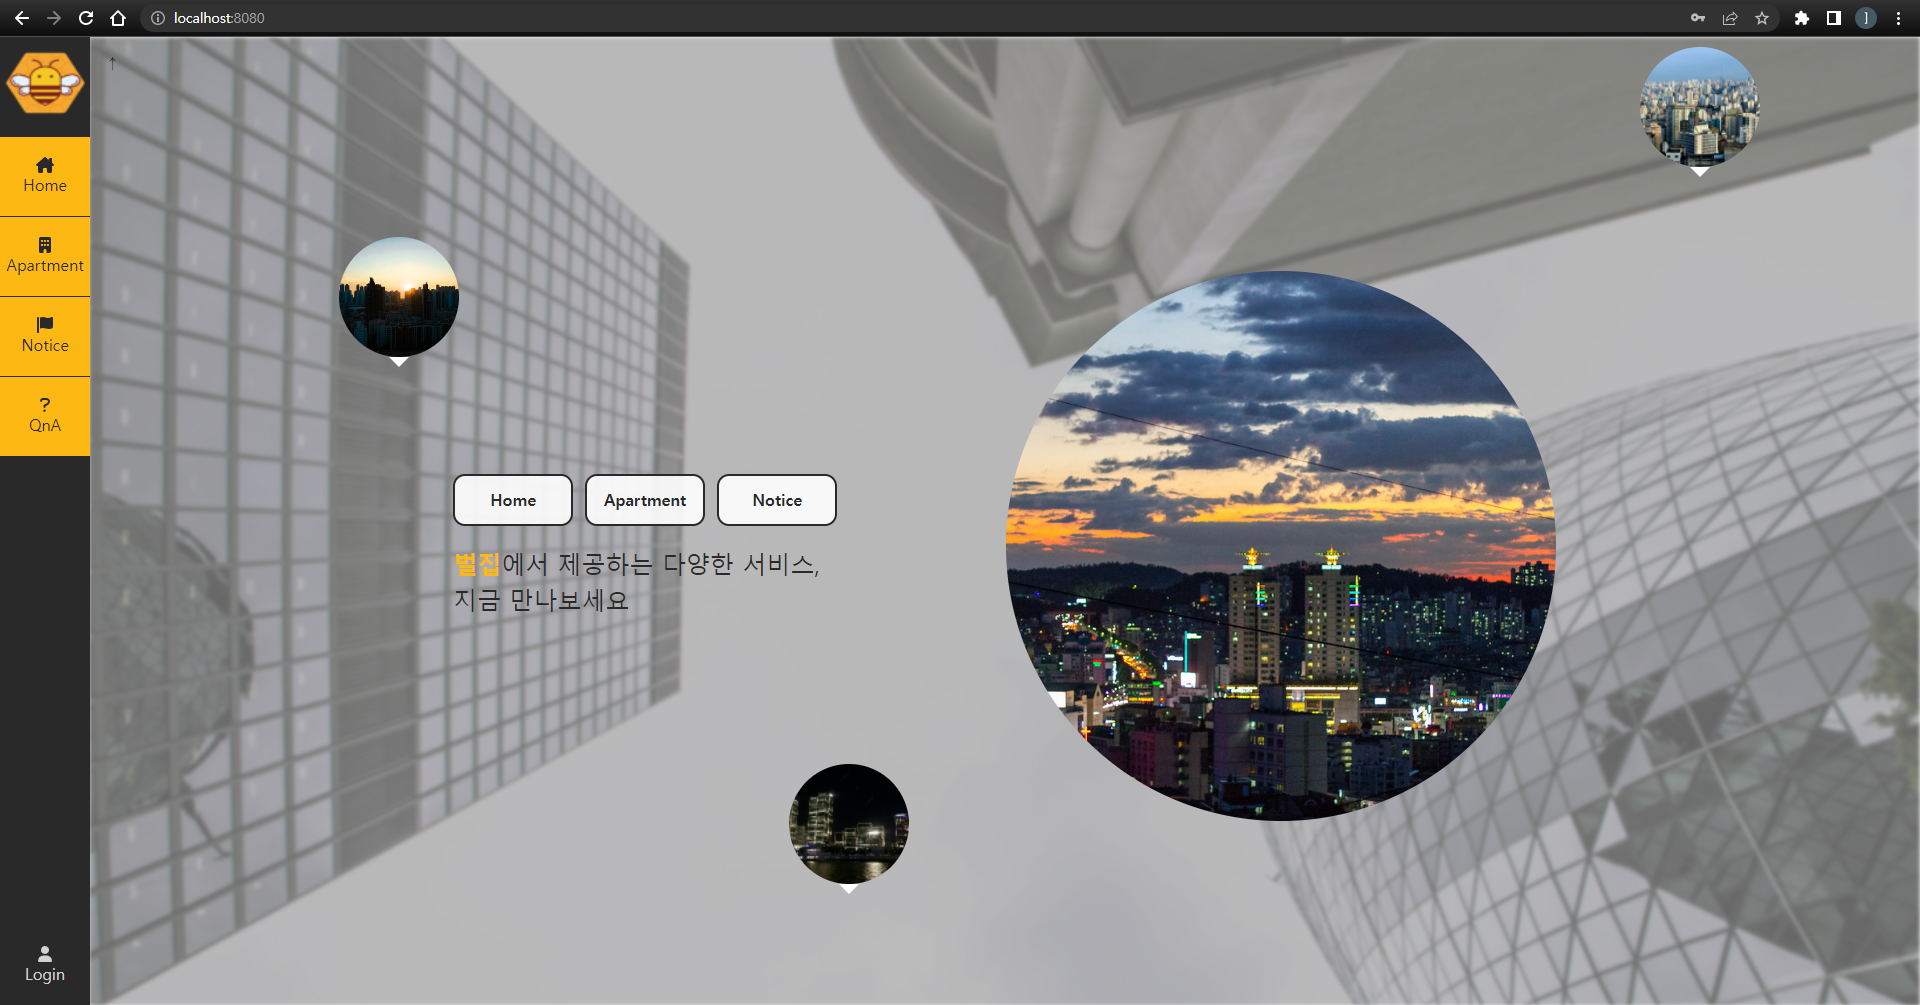 localhost:8080
J
↑
Home
Apartment
Notice
?
QnA
Home
Apartment
Notice
벌집에서 제공하는 다양한 서비스,
지금 만나보세요
Login